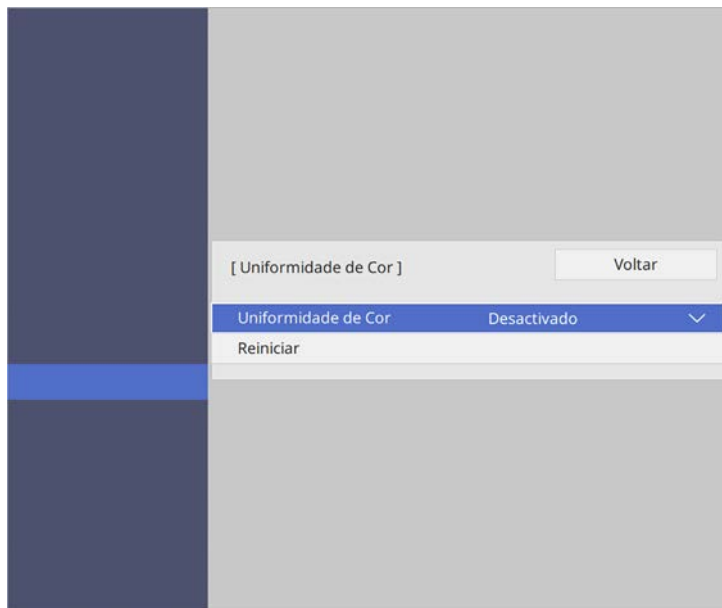 [ Uniformidade de Cor ]
Voltar
Uniformidade de Cor Desactivado
Reiniciar